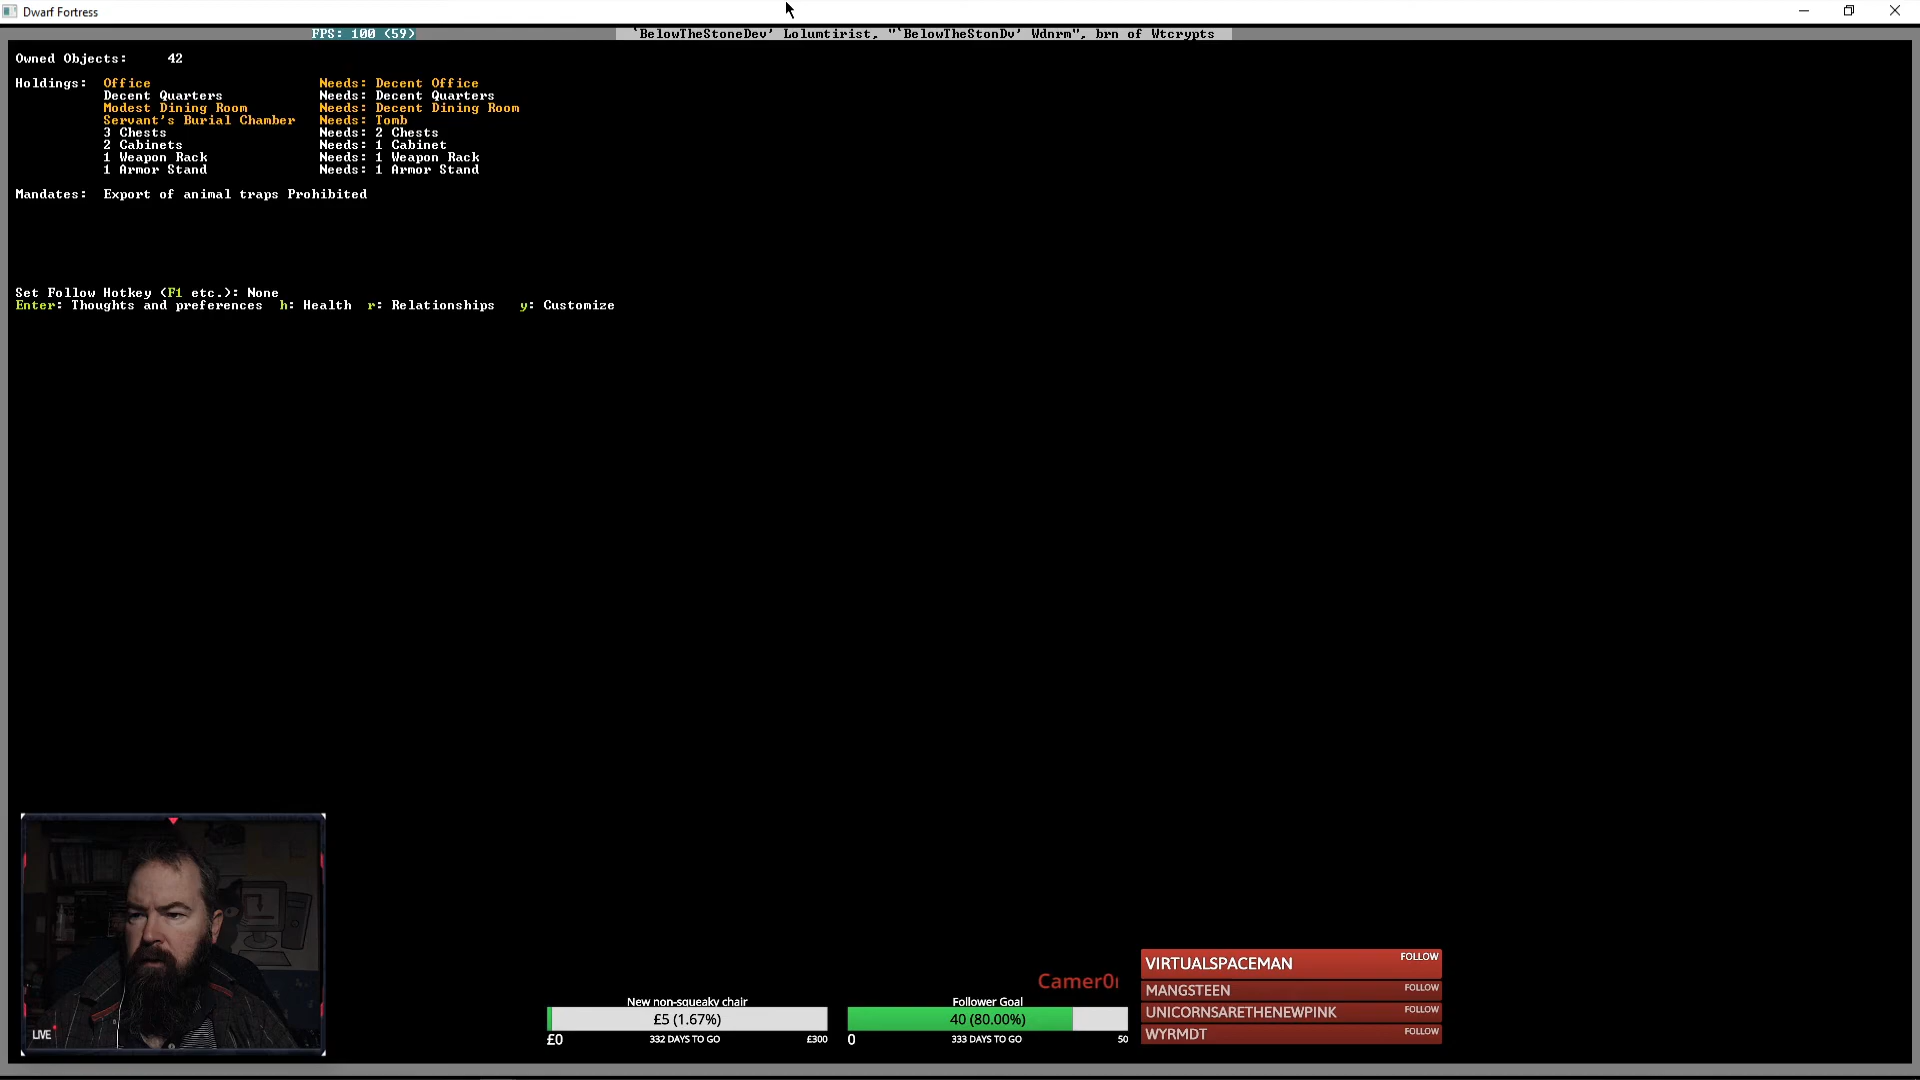 Dwarf Fortress
FPS: 100 (59)
`BelowTheStoneDev' Lolumtirist, "`BelowTheStonDv' Wdnrm", brn of Wtcrypts
Owned Objects: 42
Holdings: Office Needs: Decent Office
Decent Quarters Needs: Decent Quarters
Modest Dining Room Needs: Decent Dining Room
Servant's Burial Chamber Needs: Tomb
3 Chests Needs: 2 Chests
2 Cabinets Needs: 1 Cabinet
1 Weapon Rack Needs: 1 Weapon Rack
1 Armor Stand Needs: 1 Armor Stand
Mandates: Export of animal traps Prohibited
Set Follow Hotkey (F1 etc.): None
Enter: Thoughts and preferences h: Health r: Relationships y: Customize
LIVE
New non-squeaky chair
£5 (1.67%)
£0 332 DAYS TO GO £300
Follower Goal
40 (80.00%)
0 333 DAYS TO GO 50
VIRTUALSPACEMAN FOLLOW
MANGSTEEN FOLLOW
UNICORNSARETHENEWPINK FOLLOW
WYRMDT FOLLOW